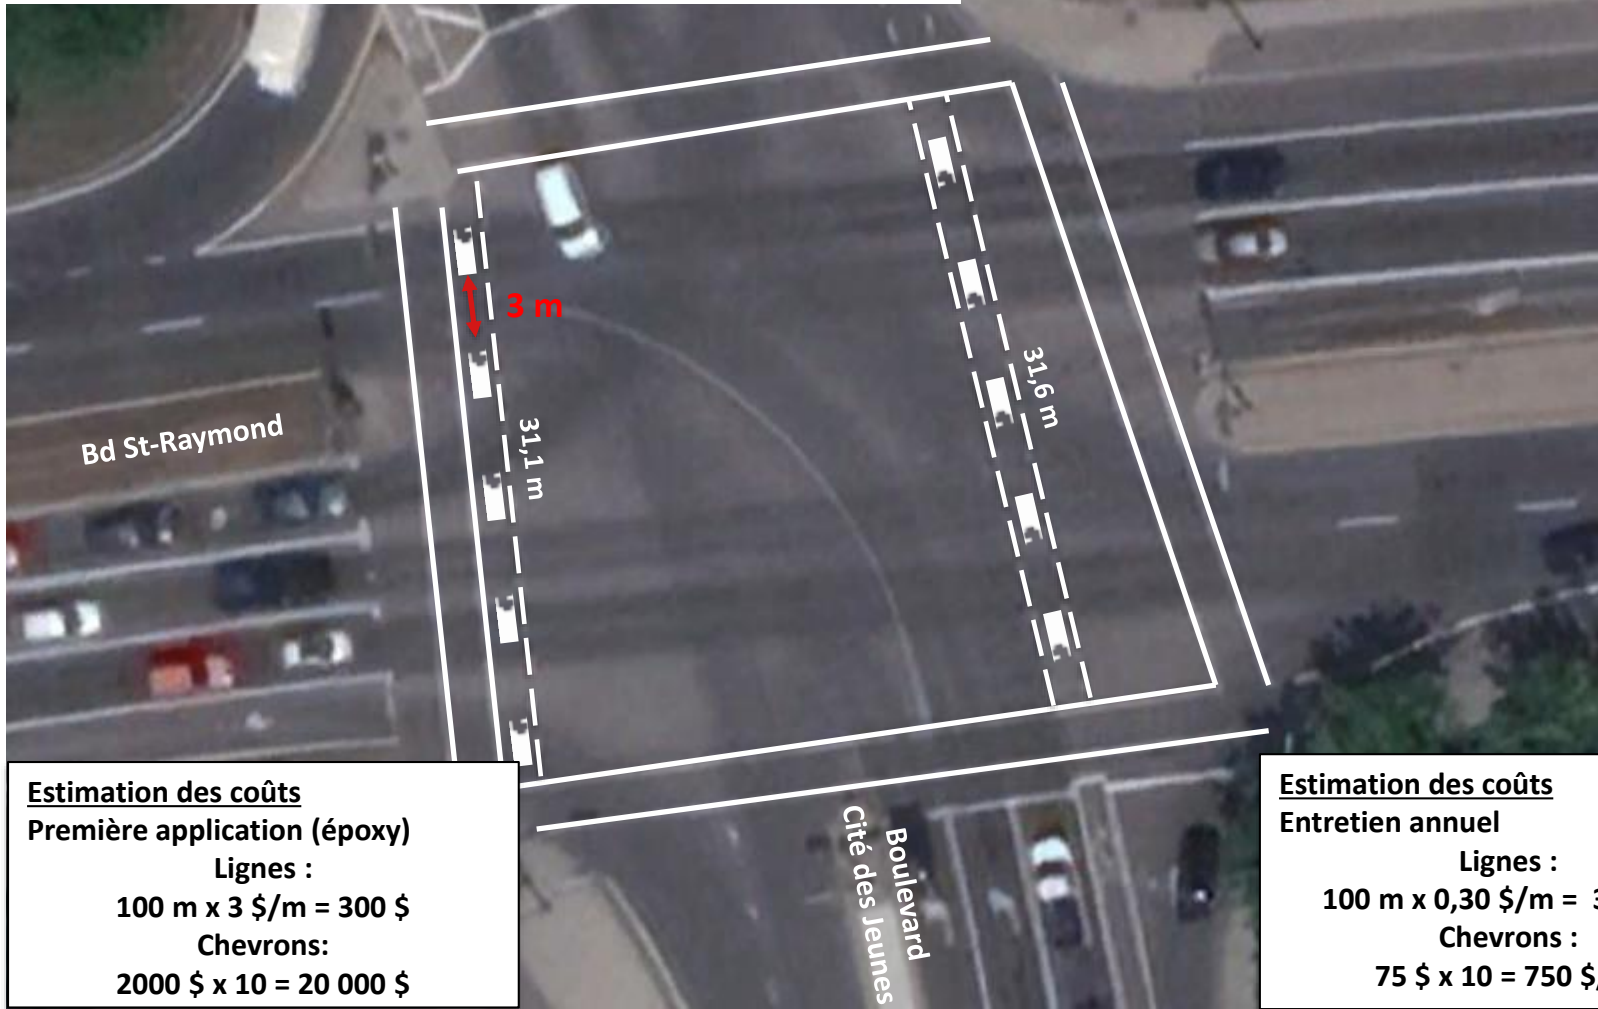 3 m
31,6 m
31,1 m
Bd St-Raymond
Boulevard
Cité des Jeunes
Estimation des coûts
Première application (époxy)
Lignes :
100 m x 3 $/m = 300 $
Chevrons:
2000 $ x 10 = 20 000 $
Estimation des coûts
Entretien annuel
Lignes :
100 m x 0,30 $/m =
Chevrons :
75 $ x 10 = 750 $/